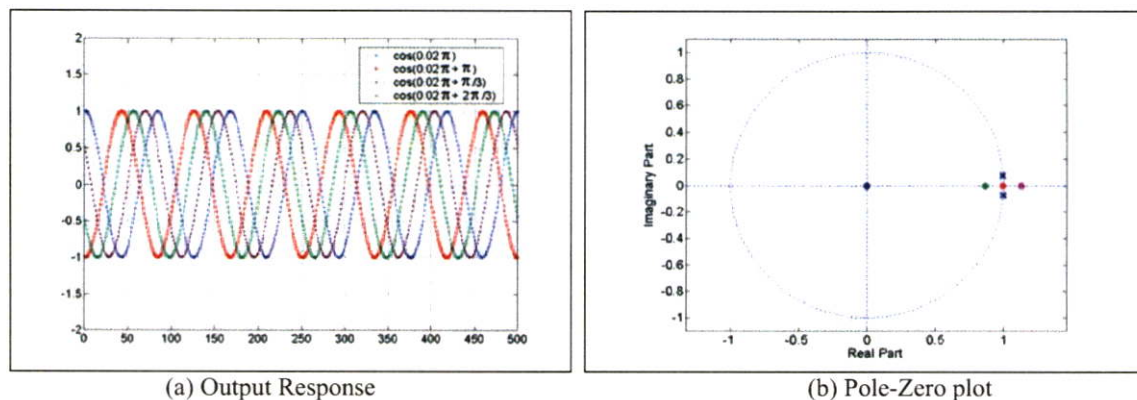 2
1.5
1
0.5
0
-0.5
-1
-1.5
-2
0 50 100 150 200 250 300 350 400 450 500
cos(0.02π)
cos(0.02π + π)
cos(0.02π + π/3)
cos(0.02π + 2π/3)
(a) Output Response
1
0.8
0.6
0.4
0.2
0
-0.2
-0.4
-0.6
-0.8
-1
Imaginary Part
-1 -0.5 0 0.5 1
Real Part
(b) Pole-Zero plot